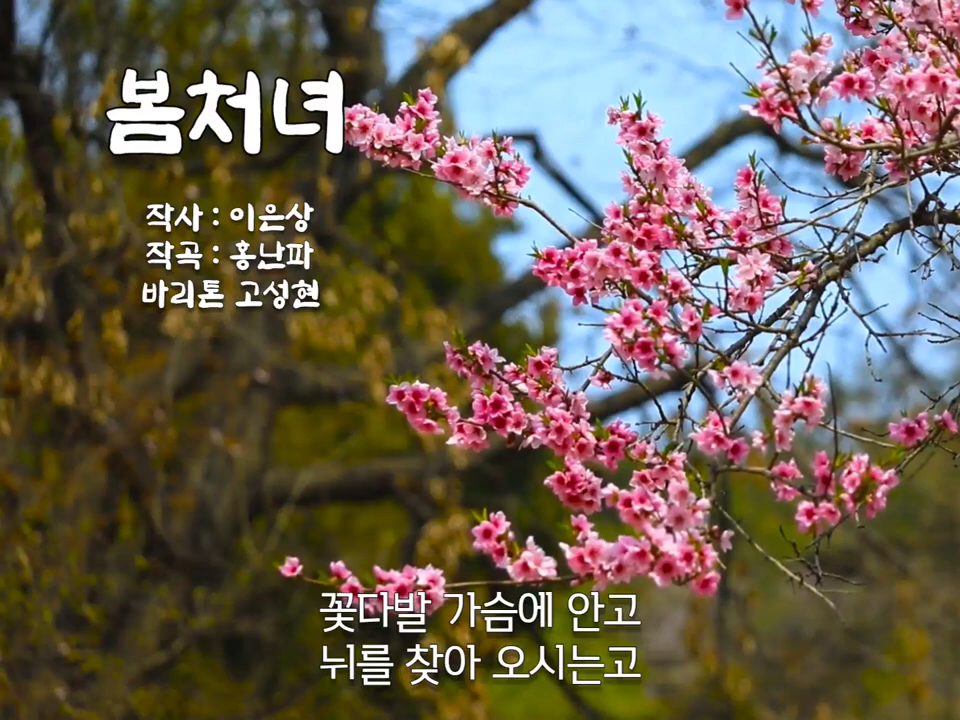 봄처녀
작사 : 이은상
작곡 : 홍난파
바리톤 고성현
꽃다발 가슴에 안고
뉘를 찾아 오시는고